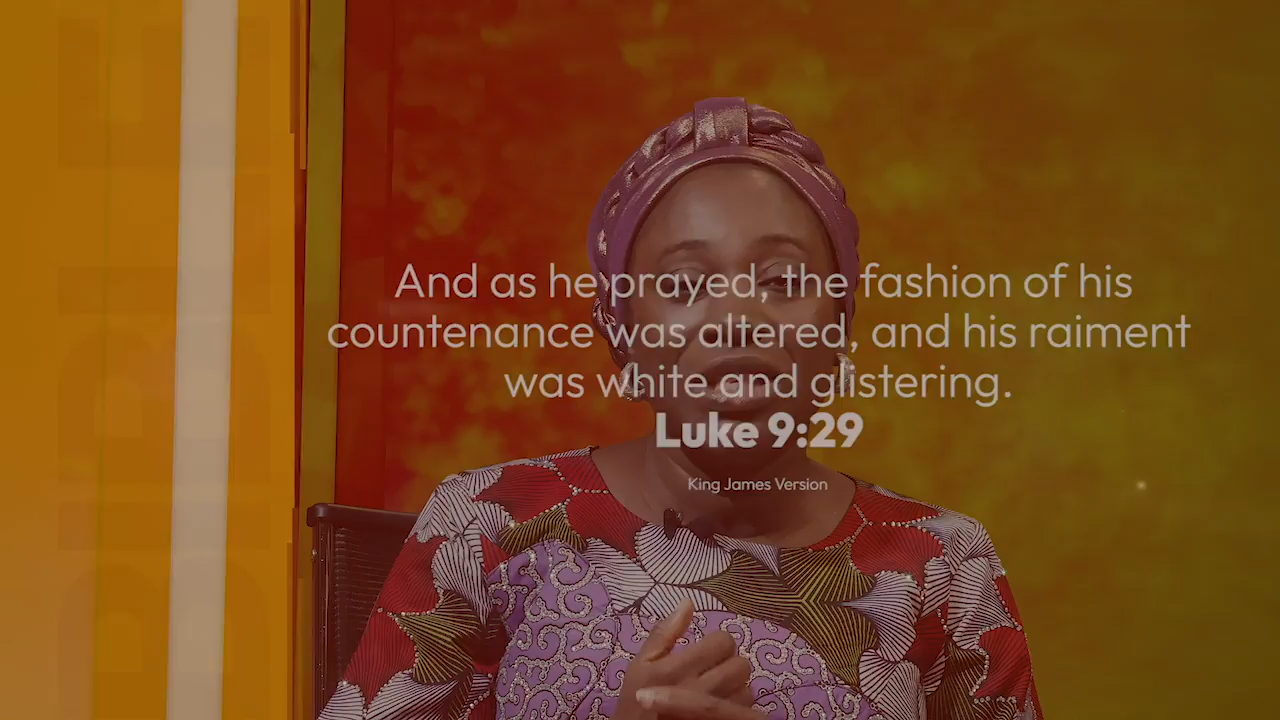 And as he prayed, the fashion of his
countenance was altered, and his raiment
was white and glistering.
Luke 9:29
King James Version